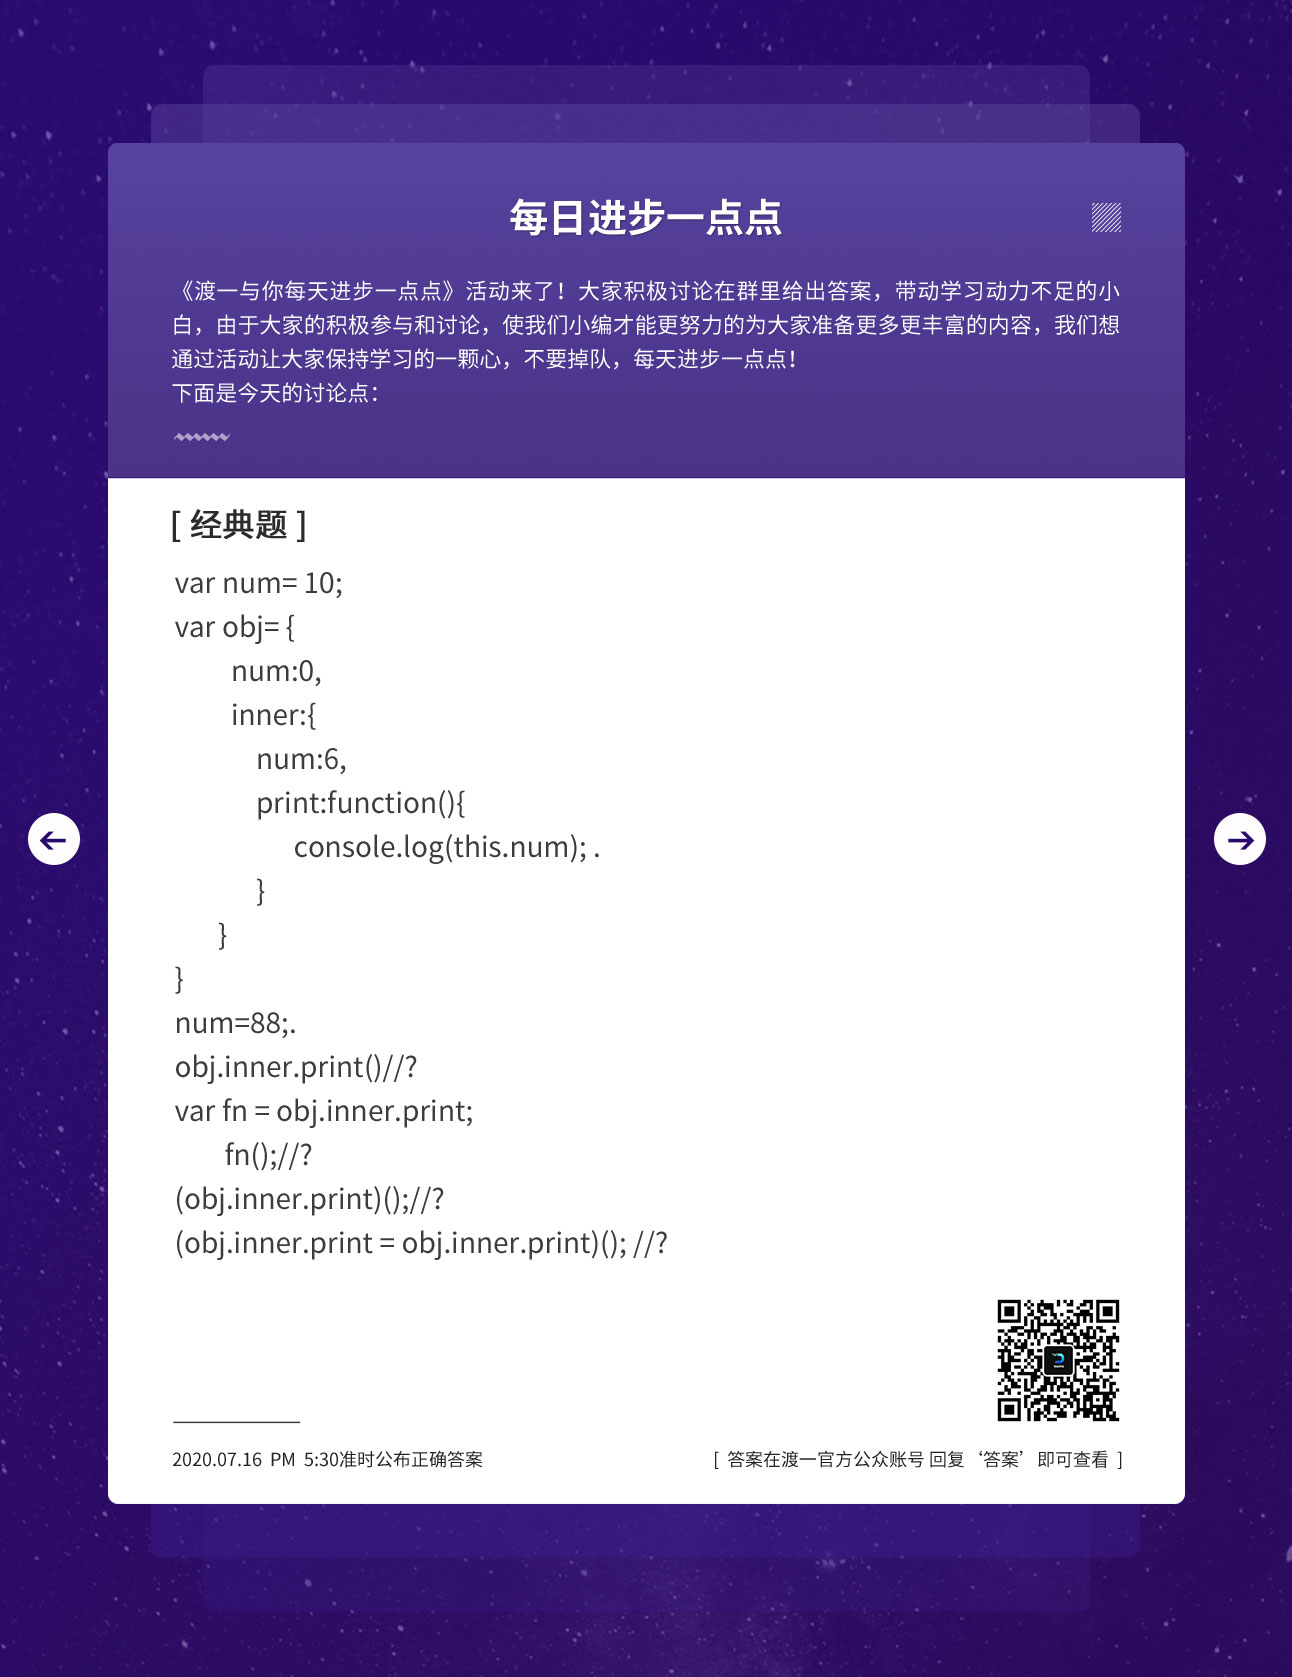 每日进步一点点
《渡一与你每天进步一点点》活动来了！大家积极讨论在群里给出答案，带动学习动力不足的小
白，由于大家的积极参与和讨论，使我们小编才能更努力的为大家准备更多更丰富的内容，我们想
通过活动让大家保持学习的一颗心，不要掉队，每天进步一点点！
下面是今天的讨论点：
[ 经典题 ]
var num= 10;
var obj= {
num:0,
inner:{
num:6,
print:function(){
console.log(this.num); .
}
}
}
num=88;.
obj.inner.print()//?
var fn = obj.inner.print;
fn();//?
(obj.inner.print)();//?
(obj.inner.print = obj.inner.print)(); //?
2020.07.16 PM 5:30准时公布正确答案
[ 答案在渡一官方公众账号 回复‘答案’即可查看 ]